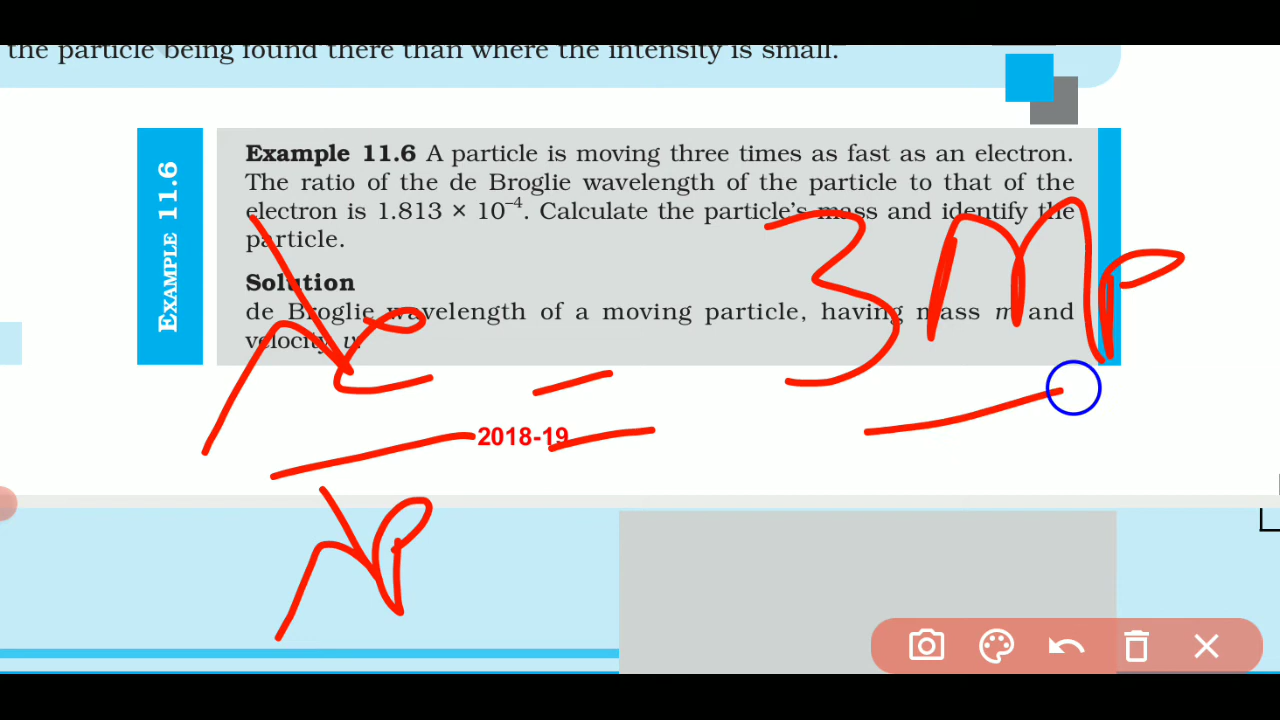 the particle being found there than where the intensity is small.
EXAMPLE 11.6
Example 11.6 A particle is moving three times as fast as an electron.
The ratio of the de Broglie wavelength of the particle to that of the
electron is 1.813 × 10⁻⁴. Calculate the particle's mass and identify the
particle.
Solution
de Broglie wavelength of a moving particle, having mass m and
velocity v:
λe = 3mp
2018-19
λp